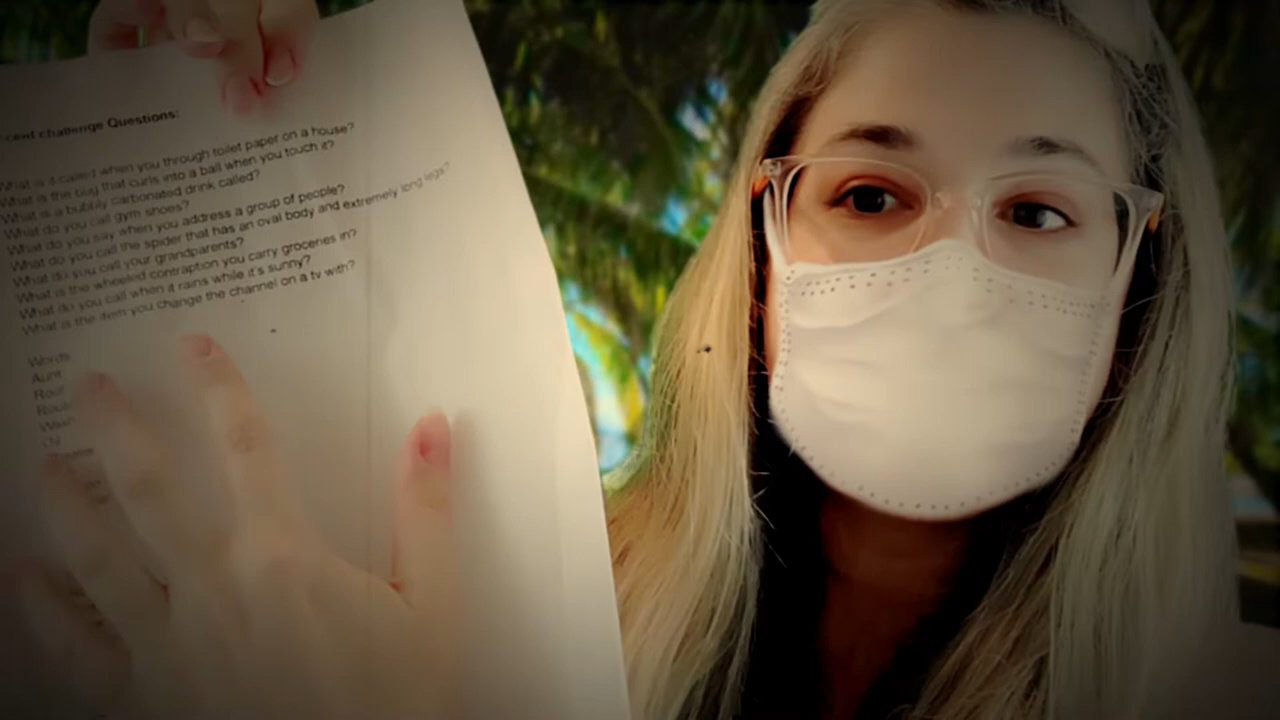 cent challenge Questions:
What is it called when you through toilet paper on a house?
What is the bug that curls into a ball when you touch it?
What is a bubbly carbonated drink called?
What do you call gym shoes?
What do you say when you address a group of people?
What do you call the spider that has an oval body and extremely long legs?
What do you call your grandparents?
What is the wheeled contraption you carry groceries in?
What do you call when it rains while it's sunny?
What is the item you change the channel on a tv with?
Words
Aunt
Roof
Oil